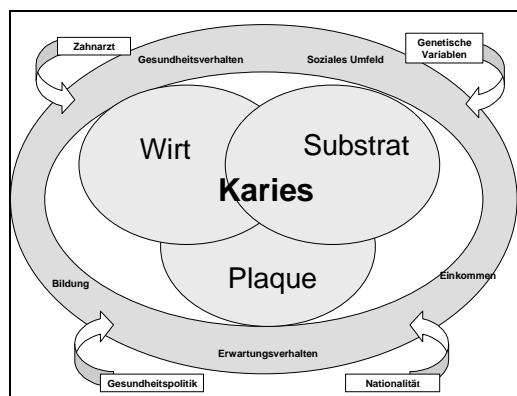 Zahnarzt
Genetische
Variablen
Gesundheitsverhalten
Soziales Umfeld
Wirt
Substrat
Karies
Plaque
Bildung
Einkommen
Erwartungsverhalten
Gesundheitspolitik
Nationalität